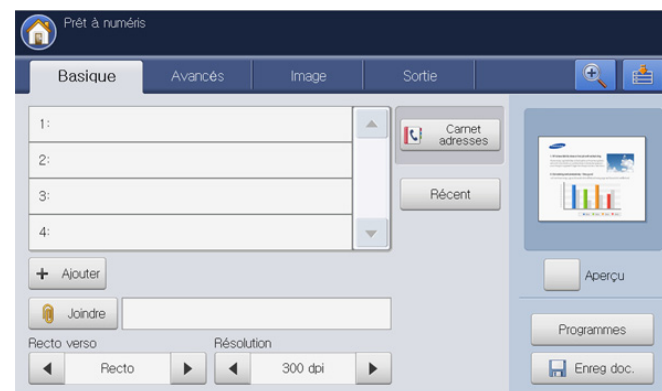 Prêt à numéris
Basique
Avancés
Image
Sortie
1:
2:
3:
4:
Carnet
adresses
Récent
+ Ajouter
Joindre
Aperçu
Recto verso
Résolution
Recto
300 dpi
Programmes
Enreg doc.